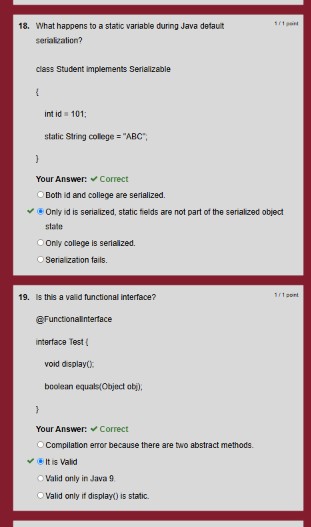 18. What happens to a static variable during Java default 1 / 1 point
serialization?
class Student implements Serializable
{
int id = 101;
static String college = "ABC";
}
Your Answer: ✔ Correct
Both id and college are serialized.
Only id is serialized, static fields are not part of the serialized object
state
Only college is serialized.
Serialization fails.
19. Is this a valid functional interface? 1 / 1 point
@FunctionalInterface
interface Test {
void display();
boolean equals(Object obj);
}
Your Answer: ✔ Correct
Compilation error because there are two abstract methods.
It is Valid
Valid only in Java 9.
Valid only if display() is static.